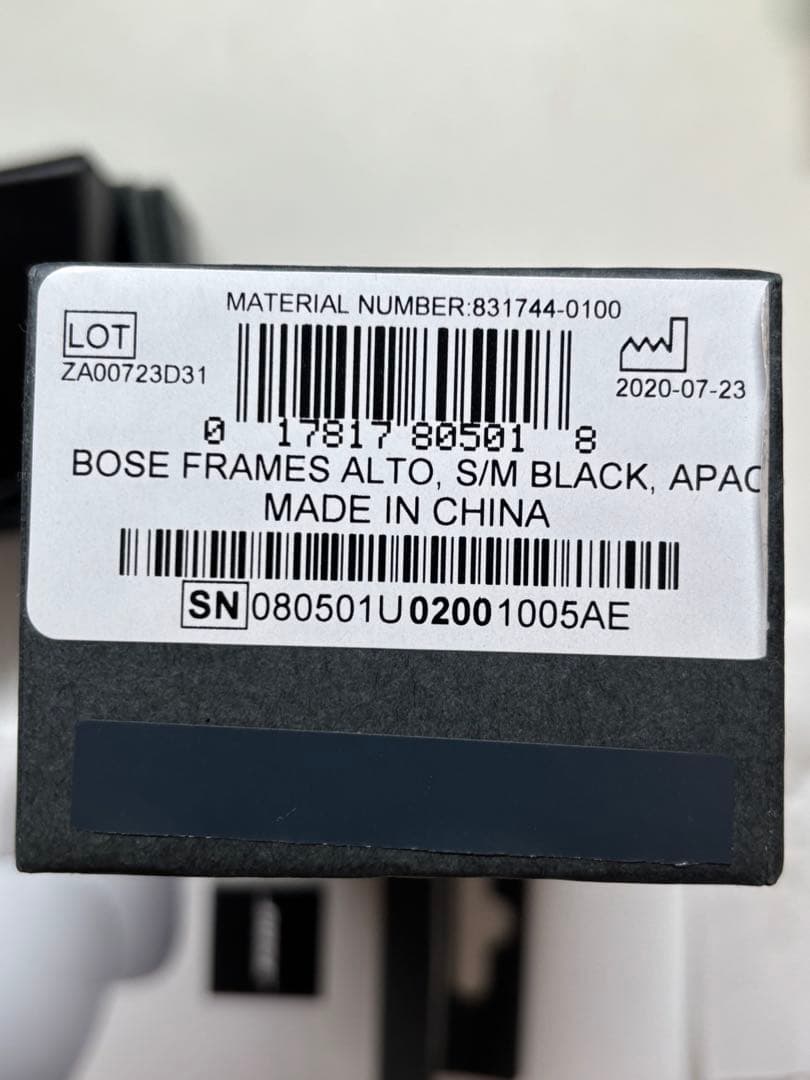 MATERIAL NUMBER:831744-0100
LOT
ZA00723D31
2020-07-23
0 17817 80501 8
BOSE FRAMES ALTO, S/M BLACK, APAC
MADE IN CHINA
SN 080501U02001005AE